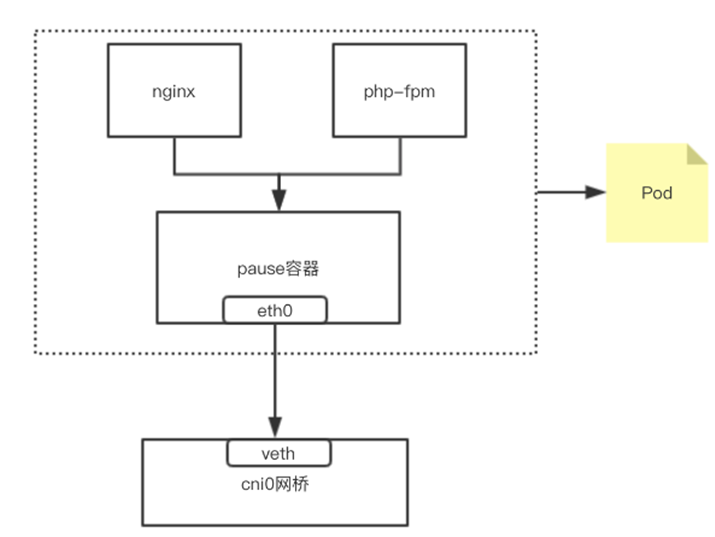 nginx
php-fpm
Pod
pause容器
eth0
veth
cni0网桥